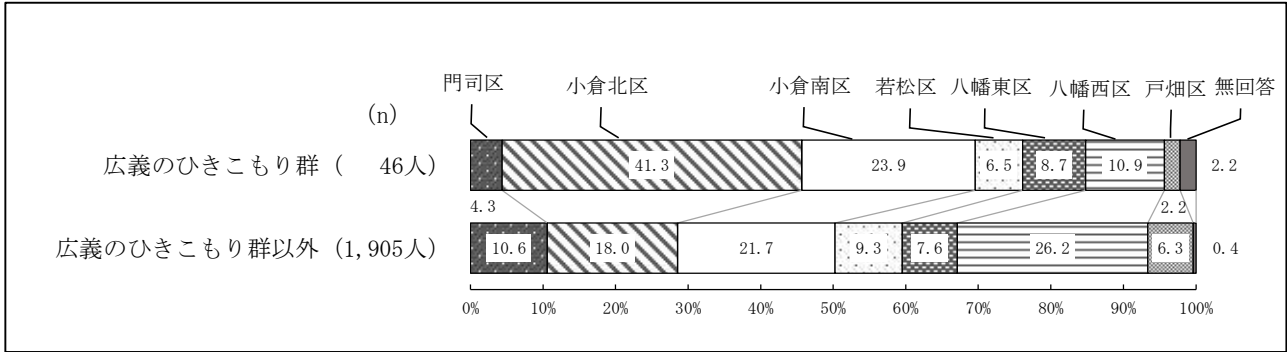 門司区 小倉北区 小倉南区 若松区 八幡東区 八幡西区 戸畑区 無回答
(n)
広義のひきこもり群 (　46人) 41.3 23.9 6.5 8.7 10.9 2.2
4.3 2.2
広義のひきこもり群以外 (1,905人) 10.6 18.0 21.7 9.3 7.6 26.2 6.3 0.4
0% 10% 20% 30% 40% 50% 60% 70% 80% 90% 100%